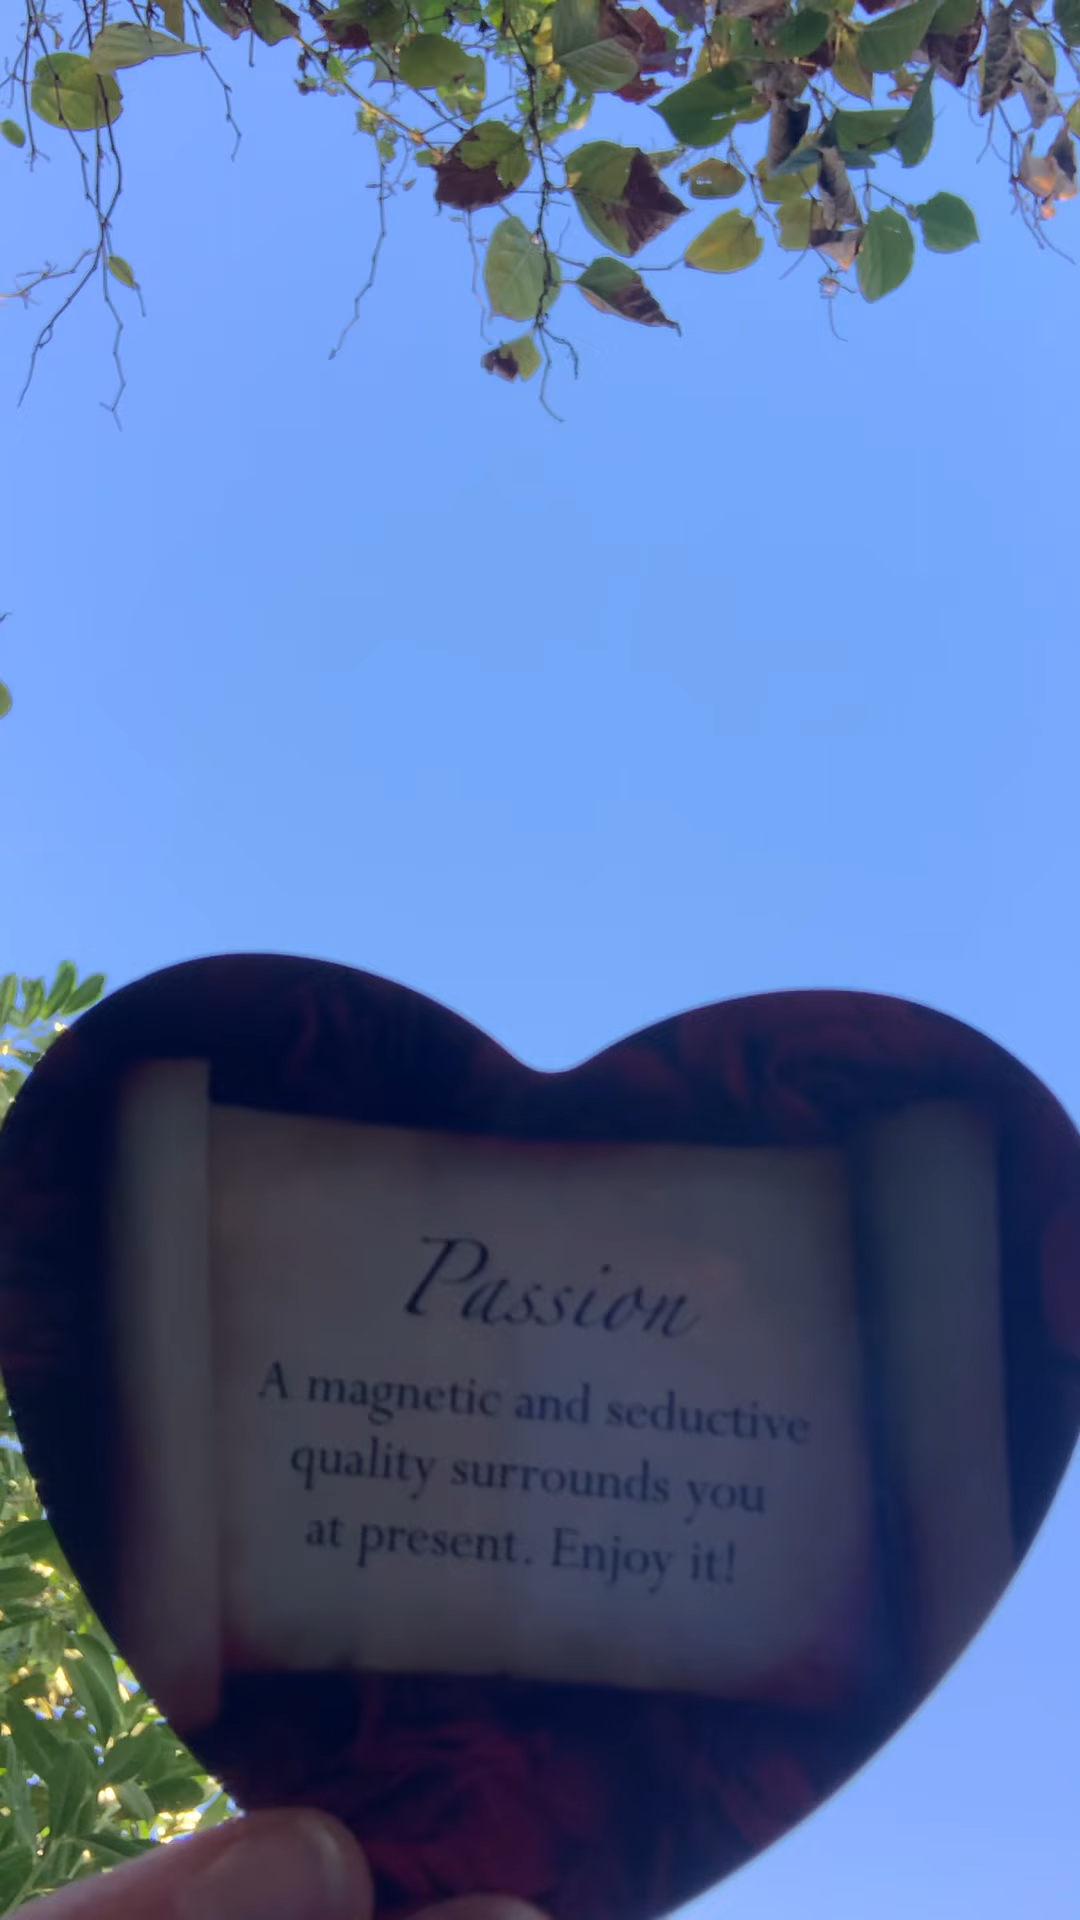 Passion
A magnetic and seductive
quality surrounds you
at present. Enjoy it!